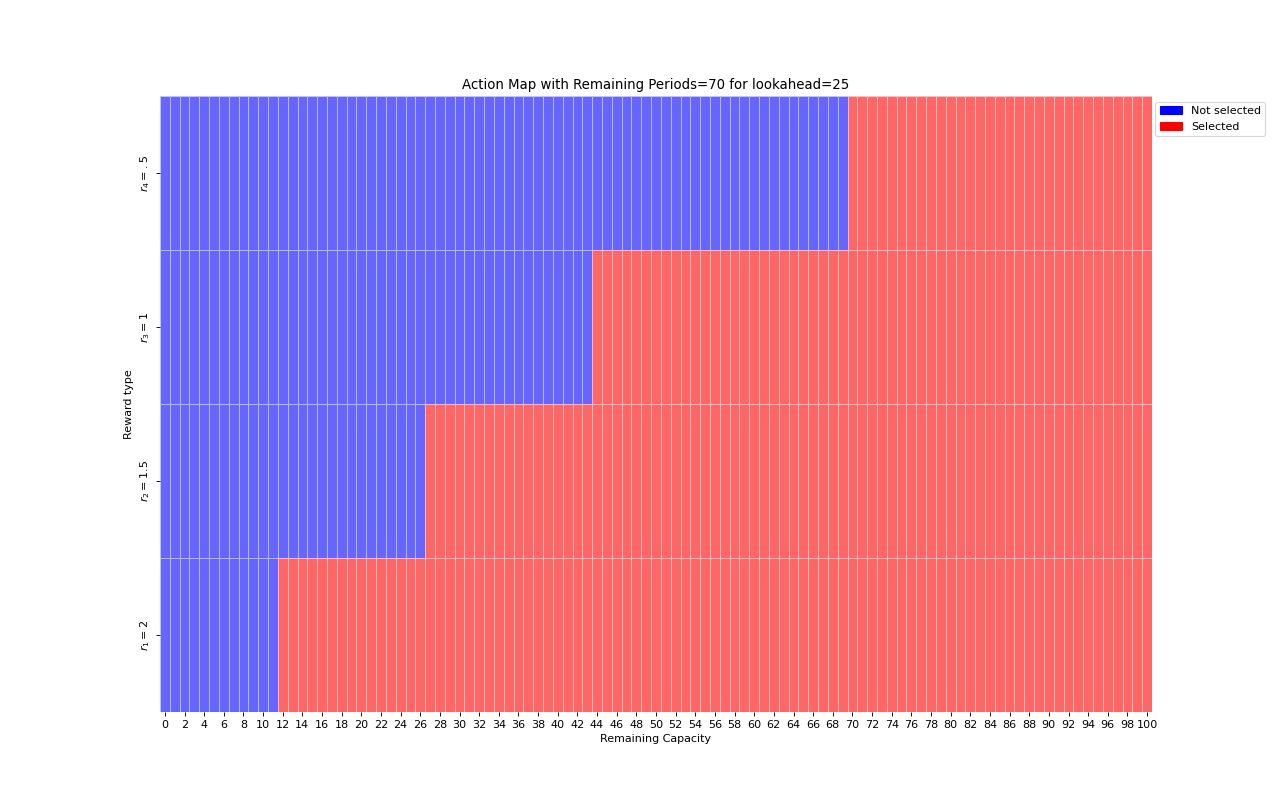 Action Map with Remaining Periods=70 for lookahead=25
Not selected
Selected
r₄ = .5
r₃ = 1
r₂ = 1.5
r₁ = 2
Reward type
0 2 4 6 8 10 12 14 16 18 20 22 24 26 28 30 32 34 36 38 40 42 44 46 48 50 52 54 56 58 60 62 64 66 68 70 72 74 76 78 80 82 84 86 88 90 92 94 96 98 100
Remaining Capacity